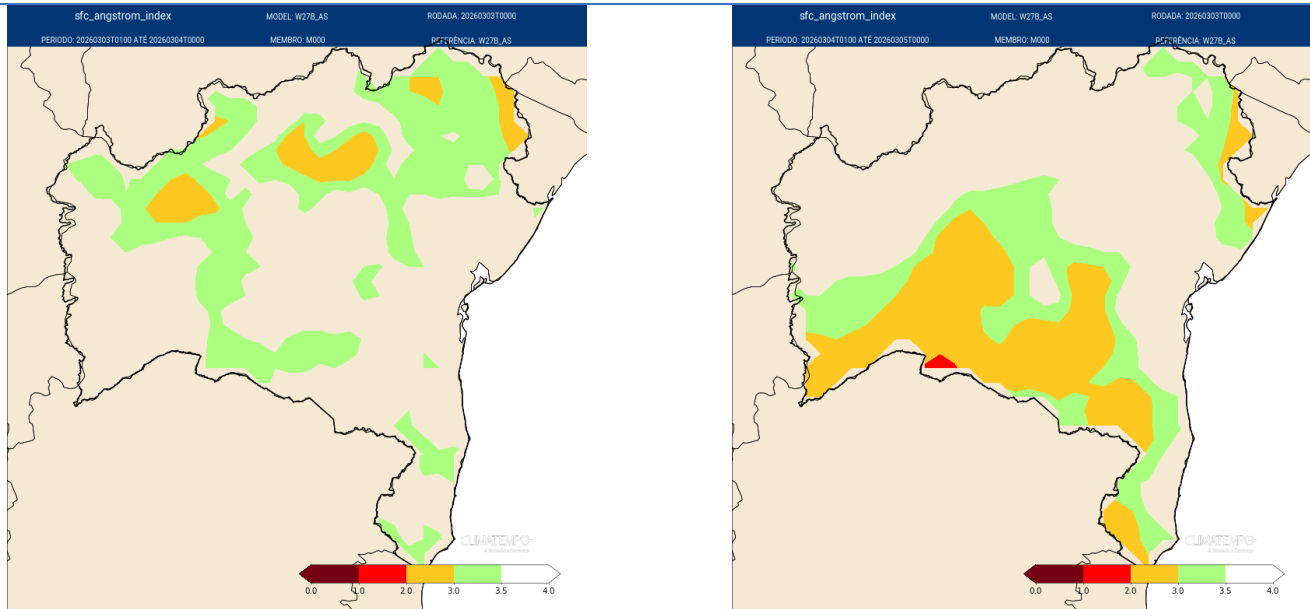 sfc_angstrom_index MODEL: W27B_AS RODADA: 20260303T0000
PERIODO: 20260303T0100 ATÉ 20260304T0000 MEMBRO: M000 REFERÊNCIA: W27B_AS
CLIMATEMPO
0.0 1.0 2.0 3.0 3.5 4.0
sfc_angstrom_index MODEL: W27B_AS RODADA: 20260303T0000
PERIODO: 20260304T0100 ATÉ 20260305T0000 MEMBRO: M000 REFERÊNCIA: W27B_AS
CLIMATEMPO
0.0 1.0 2.0 3.0 3.5 4.0